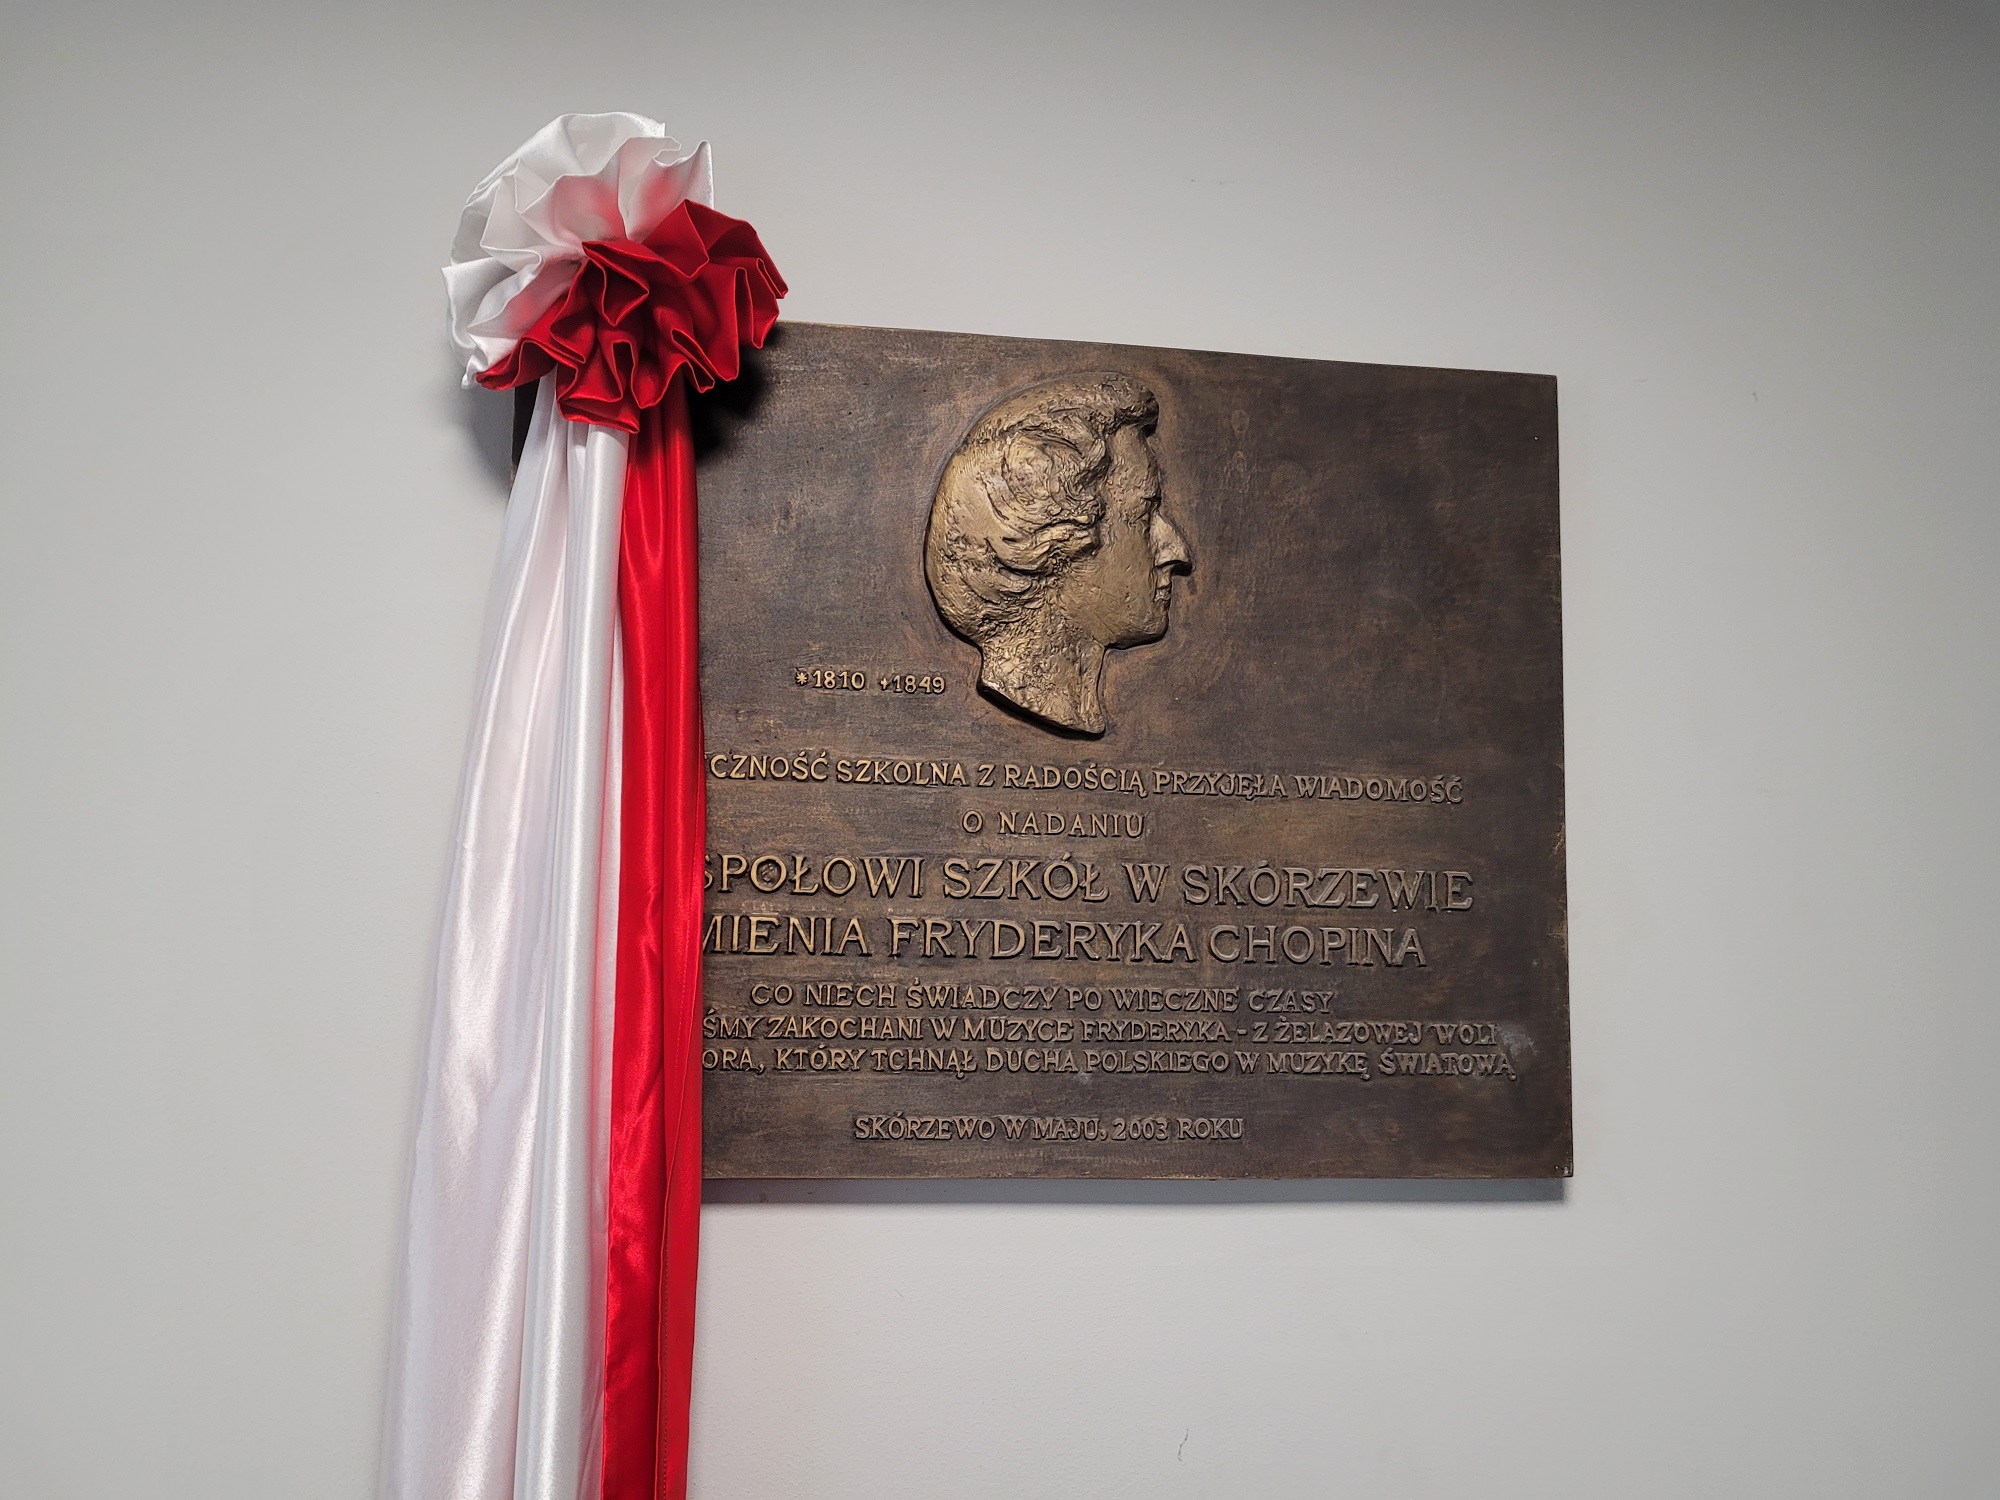 *1810 +1849
CZNOŚĆ SZKOLNA Z RADOŚCIĄ PRZYJĘŁA WIADOMOŚĆ
O NADANIU
SPOŁOWI SZKÓŁ W SKÓRZEWIE
MIENIA FRYDERYKA CHOPINA
CO NIECH ŚWIADCZY PO WIECZNE CZASY
ŚMY ZAKOCHANI W MUZYCE FRYDERYKA - Z ŻELAZOWEJ WOLI
ORA, KTÓRY TCHNĄŁ DUCHA POLSKIEGO W MUZYKĘ ŚWIATOWĄ
SKÓRZEWO W MAJU, 2003 ROKU